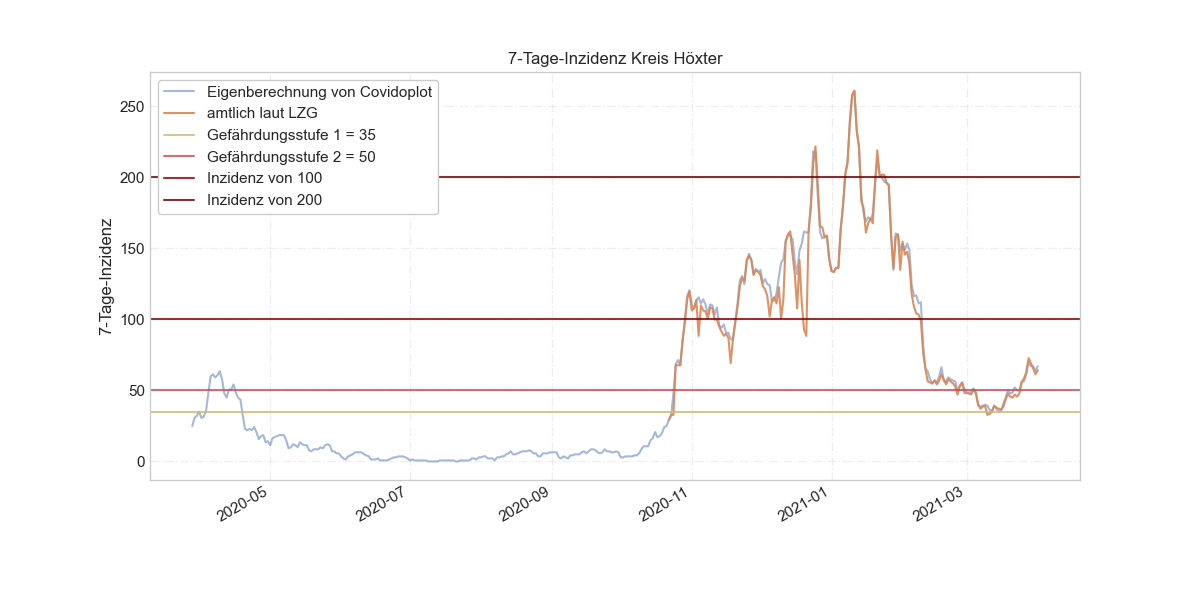 7-Tage-Inzidenz Kreis Höxter
Eigenberechnung von Covidoplot
amtlich laut LZG
Gefährdungsstufe 1 = 35
Gefährdungsstufe 2 = 50
Inzidenz von 100
Inzidenz von 200
7-Tage-Inzidenz
250
200
150
100
50
0
2020-05
2020-07
2020-09
2020-11
2021-01
2021-03